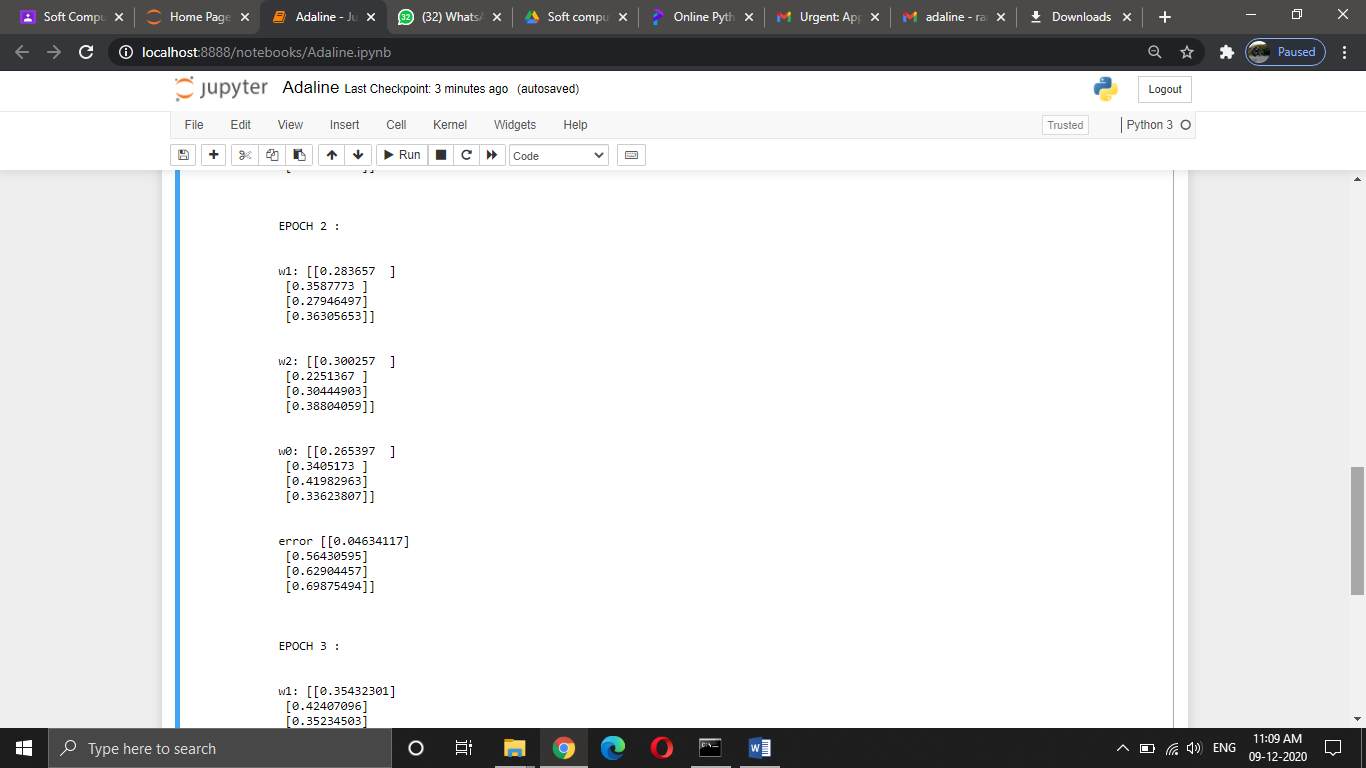 Soft Compu
Home Page
Adaline - Ju
32
(32) WhatsA
Soft compu
Online Pyth
Urgent: App
adaline - ra
Downloads
localhost:8888/notebooks/Adaline.ipynb
Paused
jupyter
Adaline Last Checkpoint: 3 minutes ago (autosaved)
Logout
File Edit View Insert Cell Kernel Widgets Help
Trusted
Python 3
Run
Code
EPOCH 2 :
w1: [[0.283657  ]
[0.3587773 ]
[0.27946497]
[0.36305653]]
w2: [[0.300257  ]
[0.2251367 ]
[0.30444903]
[0.38804059]]
w0: [[0.265397  ]
[0.3405173 ]
[0.41982963]
[0.33623807]]
error [[0.04634117]
[0.56430595]
[0.62904457]
[0.69875494]]
EPOCH 3 :
w1: [[0.35432301]
[0.42407096]
[0.35234503]
Type here to search
ENG
11:09 AM
09-12-2020